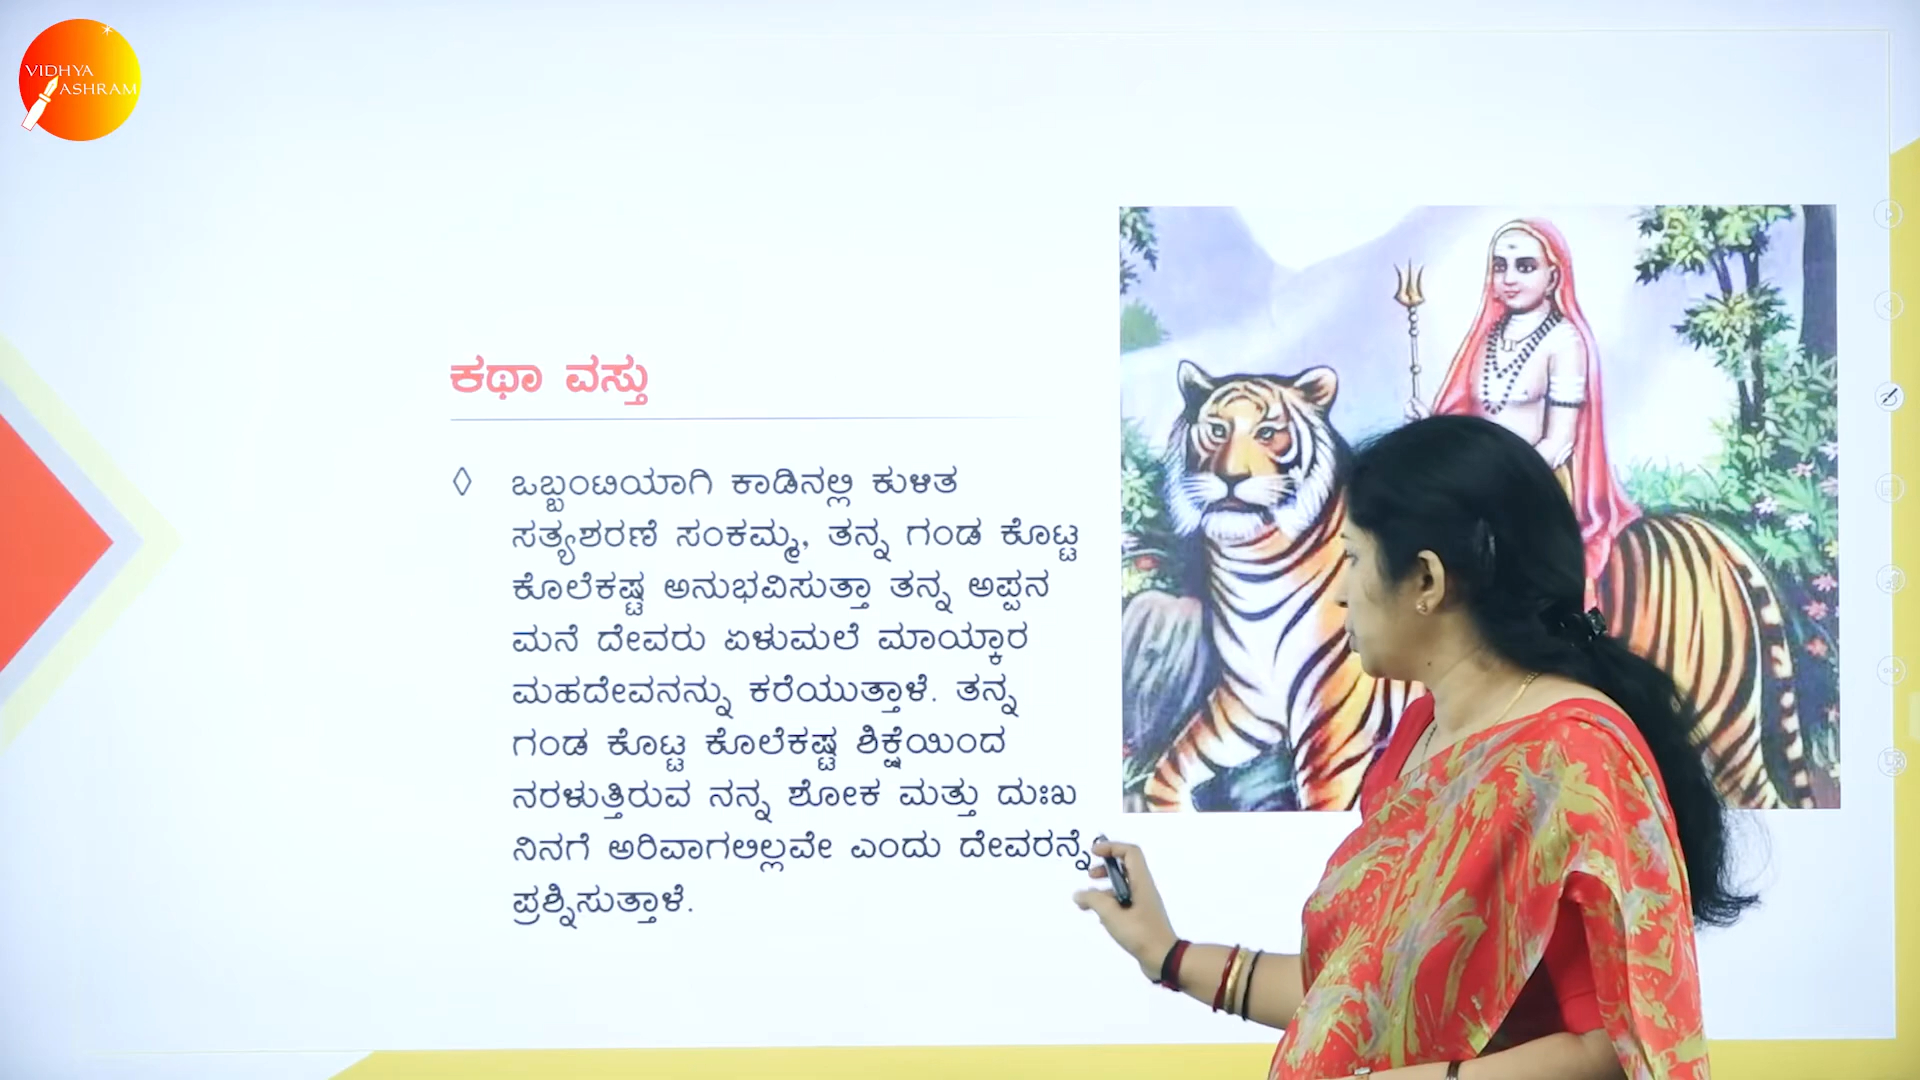 VIDHYA
ASHRAM
ಕಥಾ ವಸ್ತು
◊ ಒಬ್ಬಂಟಿಯಾಗಿ ಕಾಡಿನಲ್ಲಿ ಕುಳಿತ
ಸತ್ಯಶರಣೆ ಸಂಕಮ್ಮ, ತನ್ನ ಗಂಡ ಕೊಟ್ಟ
ಕೊಲೆಕಷ್ಟ ಅನುಭವಿಸುತ್ತಾ ತನ್ನ ಅಪ್ಪನ
ಮನೆ ದೇವರು ಏಳುಮಲೆ ಮಾಯ್ಕಾರ
ಮಹದೇವನನ್ನು ಕರೆಯುತ್ತಾಳೆ. ತನ್ನ
ಗಂಡ ಕೊಟ್ಟ ಕೊಲೆಕಷ್ಟ ಶಿಕ್ಷೆಯಿಂದ
ನರಳುತ್ತಿರುವ ನನ್ನ ಶೋಕ ಮತ್ತು ದುಃಖ
ನಿನಗೆ ಅರಿವಾಗಲಿಲ್ಲವೇ ಎಂದು
ಪ್ರಶ್ನಿಸುತ್ತಾಳೆ.